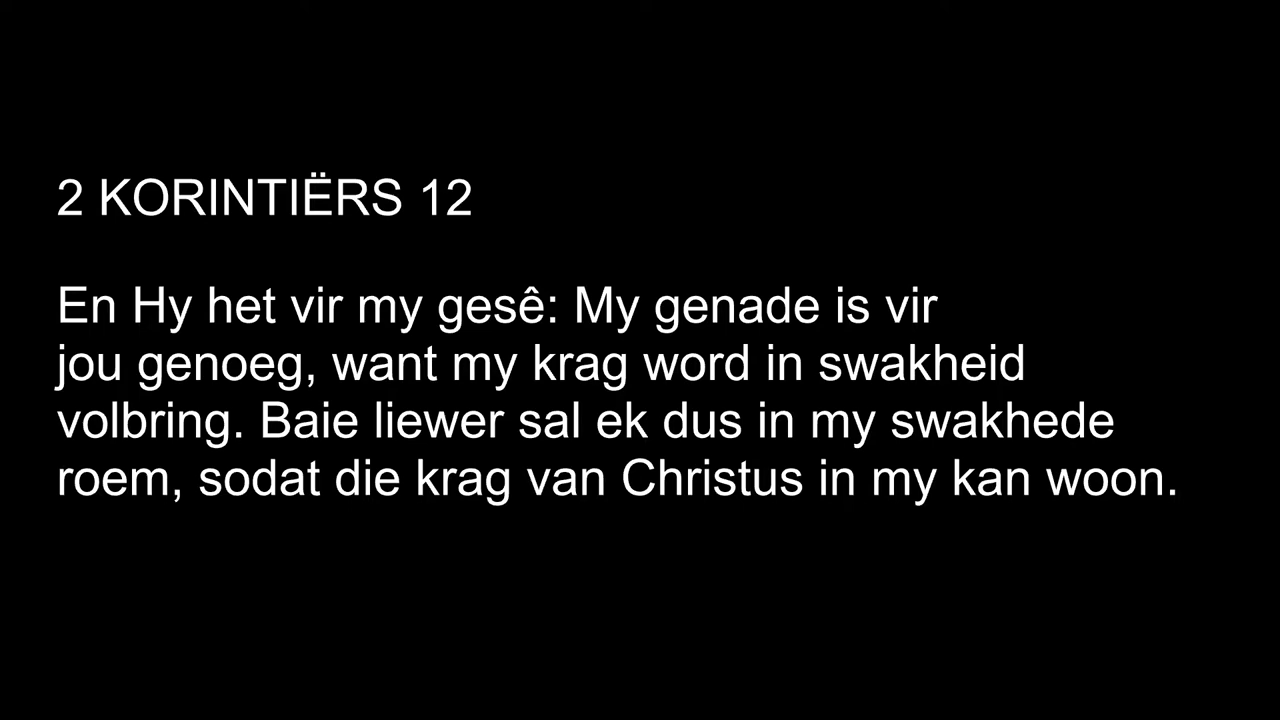 2 KORINTIËRS 12
En Hy het vir my gesê: My genade is vir
jou genoeg, want my krag word in swakheid
volbring. Baie liewer sal ek dus in my swakhede
roem, sodat die krag van Christus in my kan woon.